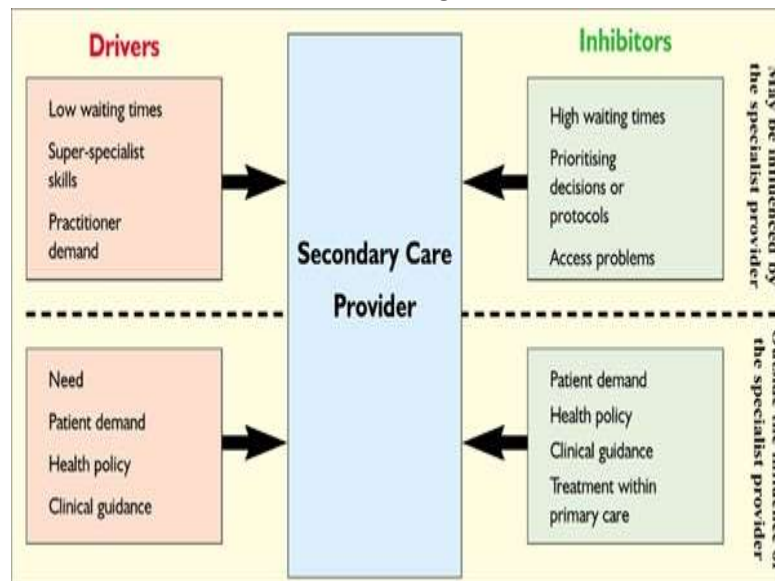 Drivers
Inhibitors
Low waiting times
Super-specialist
skills
Practitioner
demand
High waiting times
Prioritising
decisions or
protocols
Access problems
May be influenced by
the specialist provider
Secondary Care
Provider
Need
Patient demand
Health policy
Clinical guidance
Patient demand
Health policy
Clinical guidance
Treatment within
primary care
the specialist provider